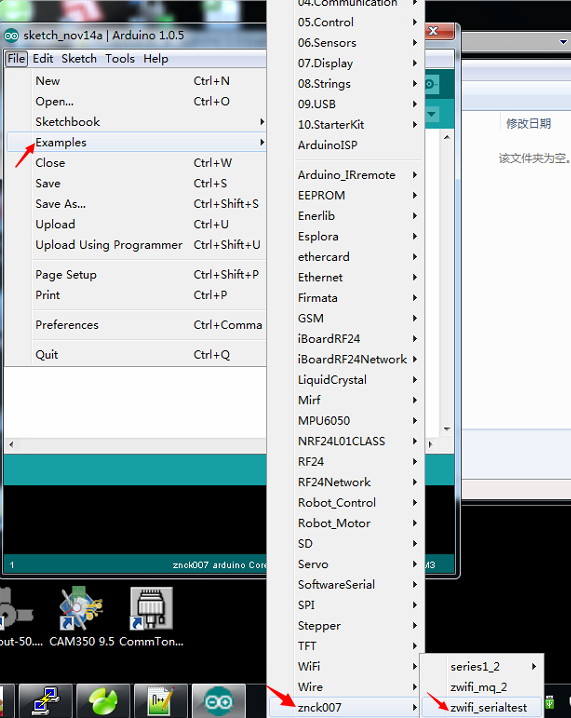 04.Communication
sketch_nov14a | Arduino 1.0.5
File Edit Sketch Tools Help
New Ctrl+N
Open... Ctrl+O
Sketchbook
Examples
Close Ctrl+W
Save Ctrl+S
Save As... Ctrl+Shift+S
Upload Ctrl+U
Upload Using Programmer Ctrl+Shift+U
Page Setup Ctrl+Shift+P
Print Ctrl+P
Preferences Ctrl+Comma
Quit Ctrl+Q
05.Control
06.Sensors
07.Display
08.Strings
09.USB
10.StarterKit
ArduinoISP
Arduino_IRremote
EEPROM
Enerlib
Esplora
ethercard
Ethernet
Firmata
GSM
iBoardRF24
iBoardRF24Network
LiquidCrystal
Mirf
MPU6050
NRF24L01CLASS
RF24
RF24Network
Robot_Control
Robot_Motor
SD
Servo
SoftwareSerial
SPI
Stepper
TFT
WiFi
Wire
znck007
series1_2
zwifi_mq_2
zwifi_serialtest
修改日期
该文件夹为空。
1
znck007 arduino Core
M3
out-50....
CAM350 9.5
CommTon...